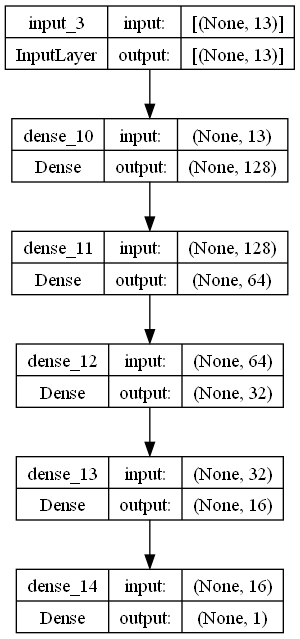 input_3 input: [(None, 13)]
InputLayer output: [(None, 13)]
dense_10 input: (None, 13)
Dense output: (None, 128)
dense_11 input: (None, 128)
Dense output: (None, 64)
dense_12 input: (None, 64)
Dense output: (None, 32)
dense_13 input: (None, 32)
Dense output: (None, 16)
dense_14 input: (None, 16)
Dense output: (None, 1)